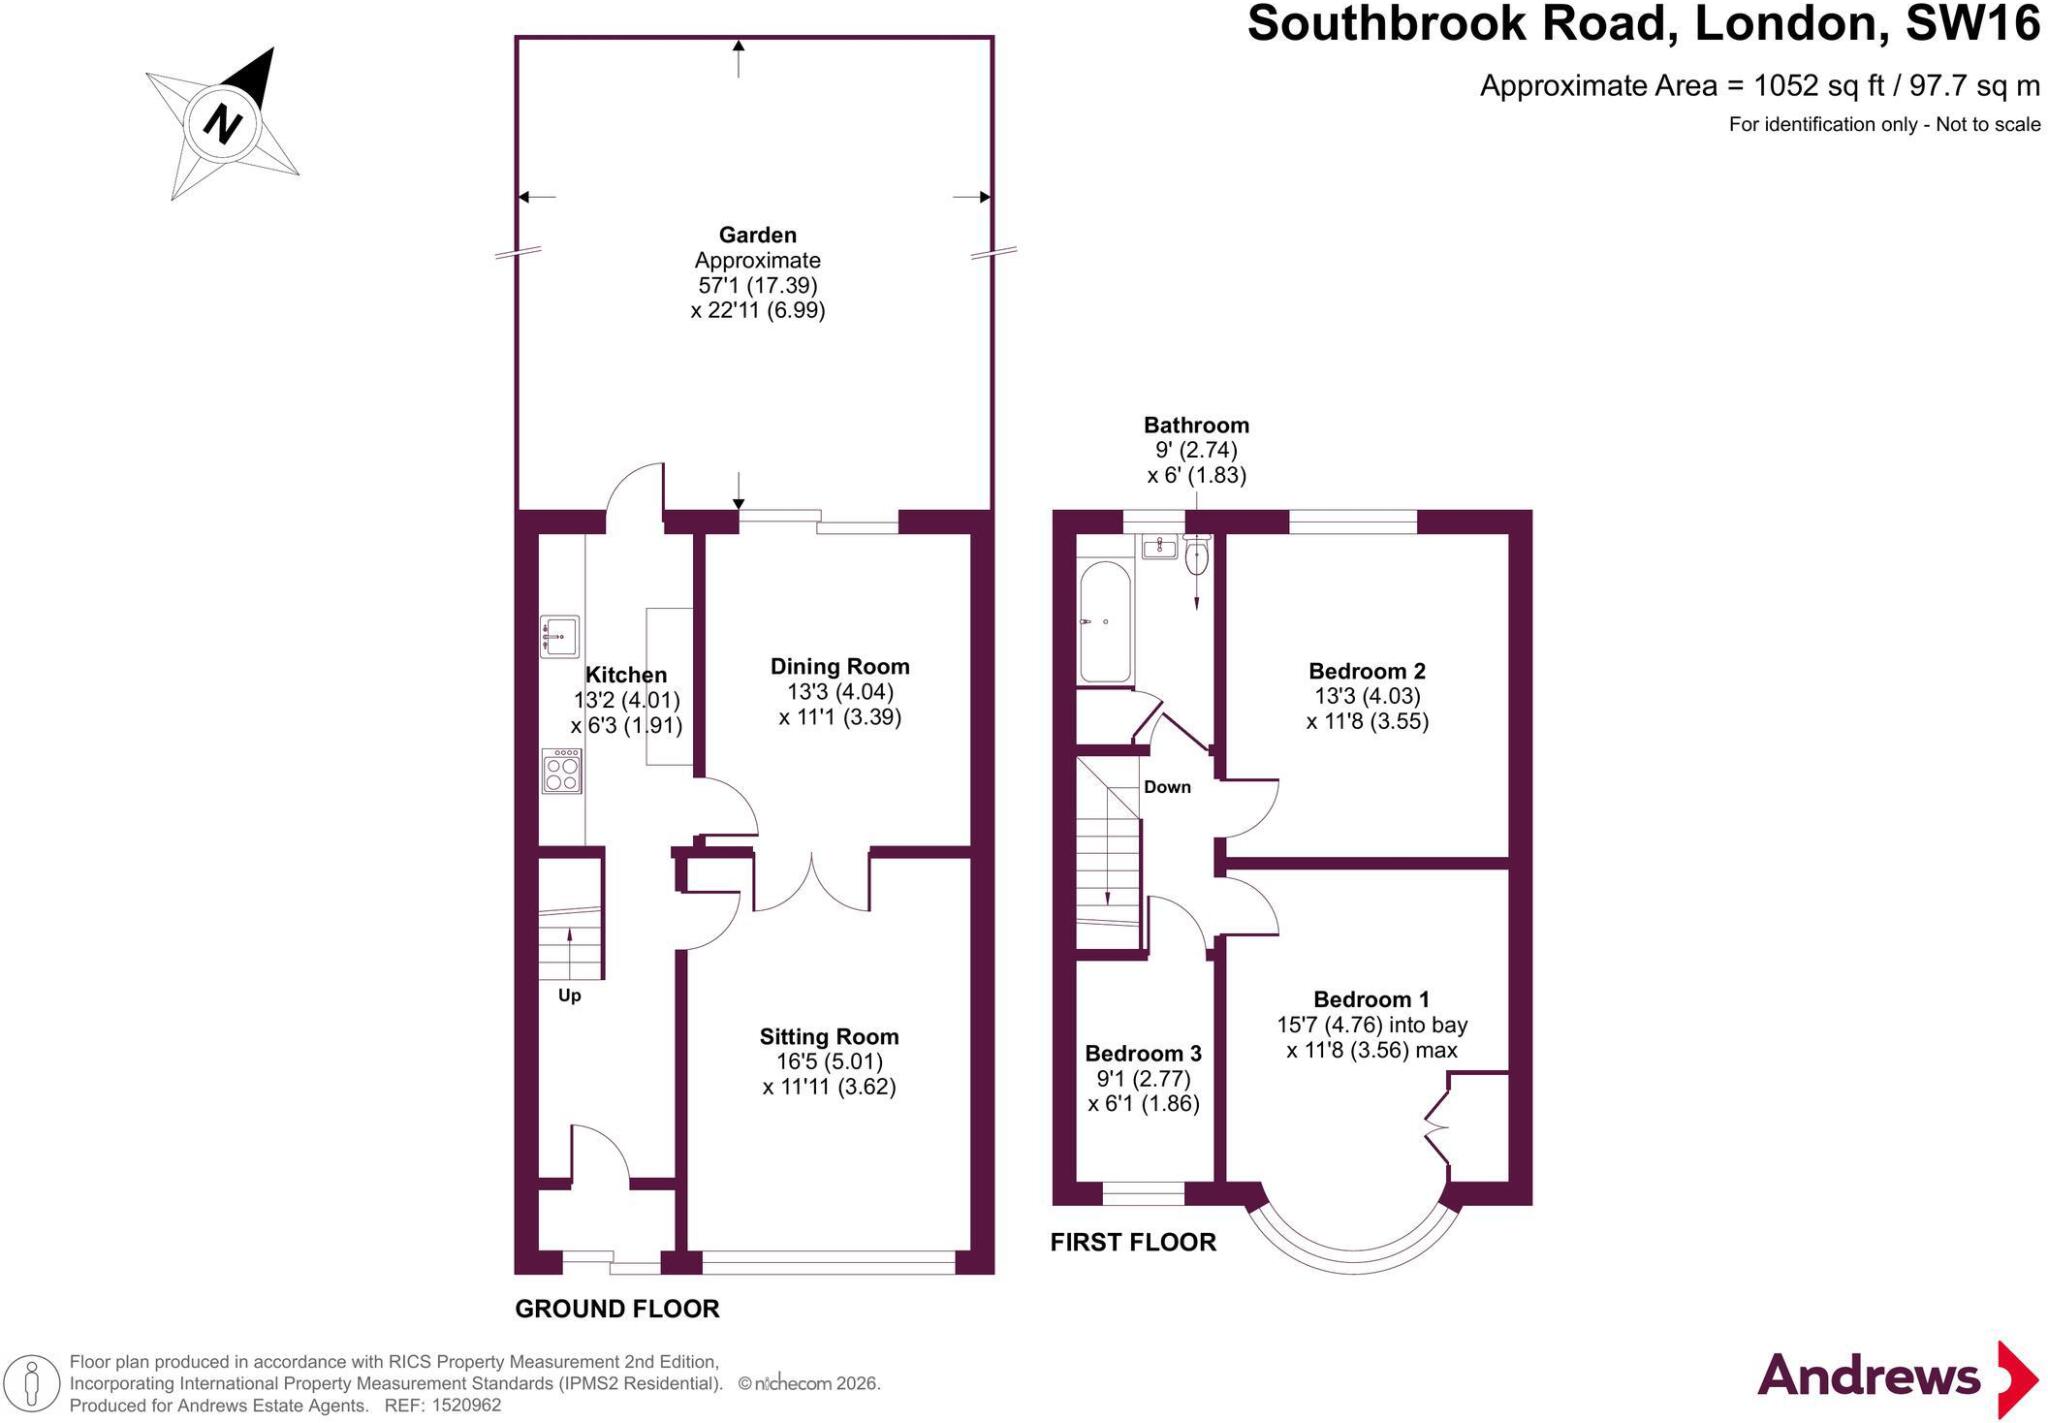 Southbrook Road, London, SW16
Approximate Area = 1052 sq ft / 97.7 sq m
For identification only - Not to scale
N
Garden
Approximate
57'1 (17.39)
x 22'11 (6.99)
Bathroom
9' (2.74)
x 6' (1.83)
Kitchen
13'2 (4.01)
x 6'3 (1.91)
Dining Room
13'3 (4.04)
x 11'1 (3.39)
Bedroom 2
13'3 (4.03)
x 11'8 (3.55)
Down
Up
Sitting Room
16'5 (5.01)
x 11'11 (3.62)
Bedroom 3
9'1 (2.77)
x 6'1 (1.86)
Bedroom 1
15'7 (4.76) into bay
x 11'8 (3.56) max
FIRST FLOOR
GROUND FLOOR
Floor plan produced in accordance with RICS Property Measurement 2nd Edition,
Incorporating International Property Measurement Standards (IPMS2 Residential). © nichecom 2026.
Produced for Andrews Estate Agents. REF: 1520962
Andrews